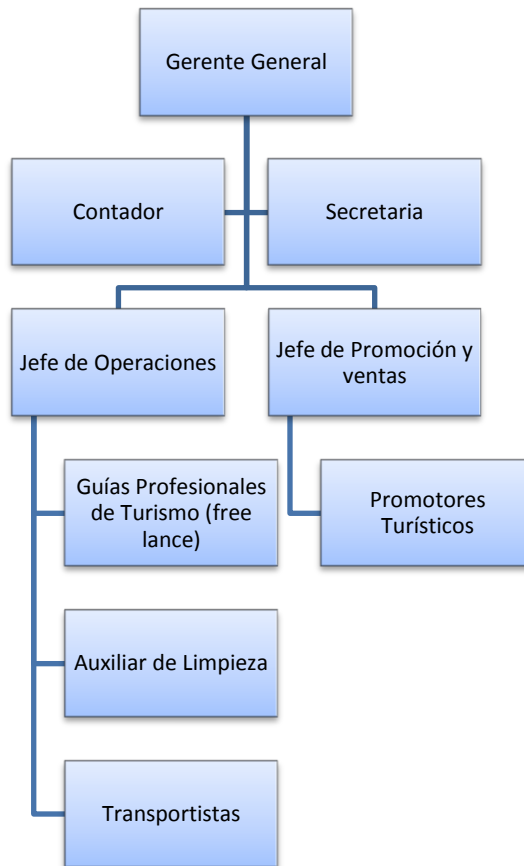 Gerente General
Contador
Secretaria
Jefe de Operaciones
Jefe de Promoción y
ventas
Guías Profesionales
de Turismo (free
lance)
Promotores
Turísticos
Auxiliar de Limpieza
Transportistas